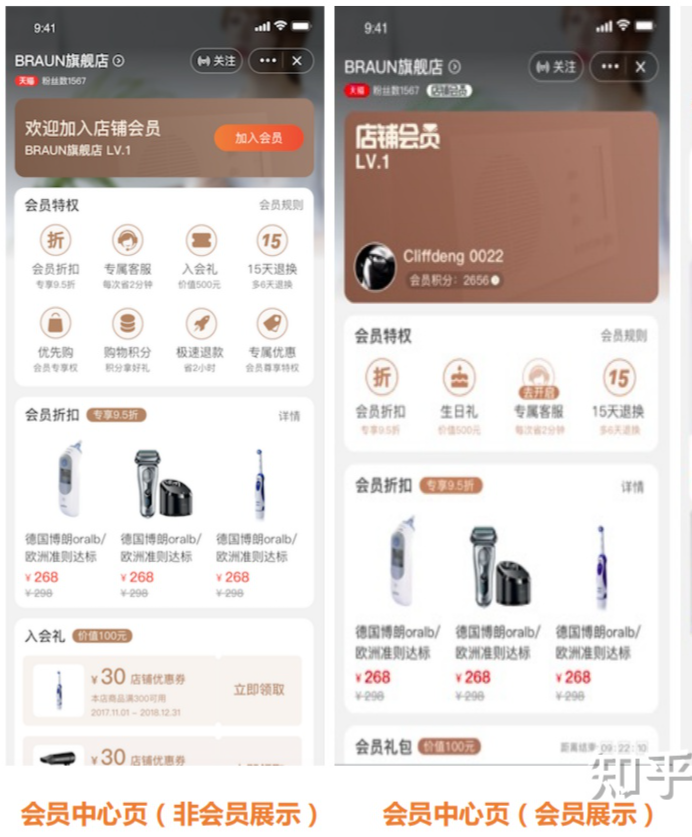 9:41
BRAUN旗舰店
关注
天猫 粉丝数1567
欢迎加入店铺会员
BRAUN旗舰店 LV.1
加入会员
会员特权
会员规则
折
15
会员折扣 专属客服 入会礼 15天退换
专享9.5折 每次省2分钟 价值500元 多6天退换
优先购 购物积分 极速退款 专属优惠
会员专享权 积分拿好礼 省2小时 会员尊享特权
会员折扣 专享9.5折
详情
德国博朗oralb/ 德国博朗oralb/ 德国博朗oralb/
欧洲准则达标 欧洲准则达标 欧洲准则达标
¥268 ¥268 ¥268
¥298 ¥298 ¥298
入会礼 价值100元
¥30 店铺优惠券
本店商品满300可用
2017.11.01 – 2018.12.31
立即领取
¥30 店铺优惠券
会员中心页（非会员展示）
9:41
BRAUN旗舰店
关注
天猫 粉丝数1567 店铺会员
店铺会员
LV.1
Cliffdeng 0022
会员积分：2656
会员特权
会员规则
折
去开启
15
会员折扣 生日礼 专属客服 15天退换
专享9.5折 价值500元 每次省2分钟 多6天退换
会员折扣 专享9.5折
详情
德国博朗oralb/ 德国博朗oralb/ 德国博朗oralb/
欧洲准则达标 欧洲准则达标 欧洲准则达标
¥268 ¥268 ¥268
¥298 ¥298 ¥298
会员礼包 价值100元
距离结束 09:22:10
会员中心页（会员展示）
知乎